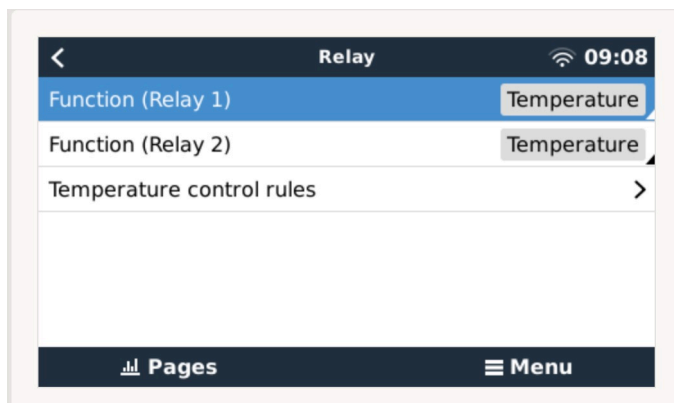 Relay 09:08
Function (Relay 1) Temperature
Function (Relay 2) Temperature
Temperature control rules
Pages Menu